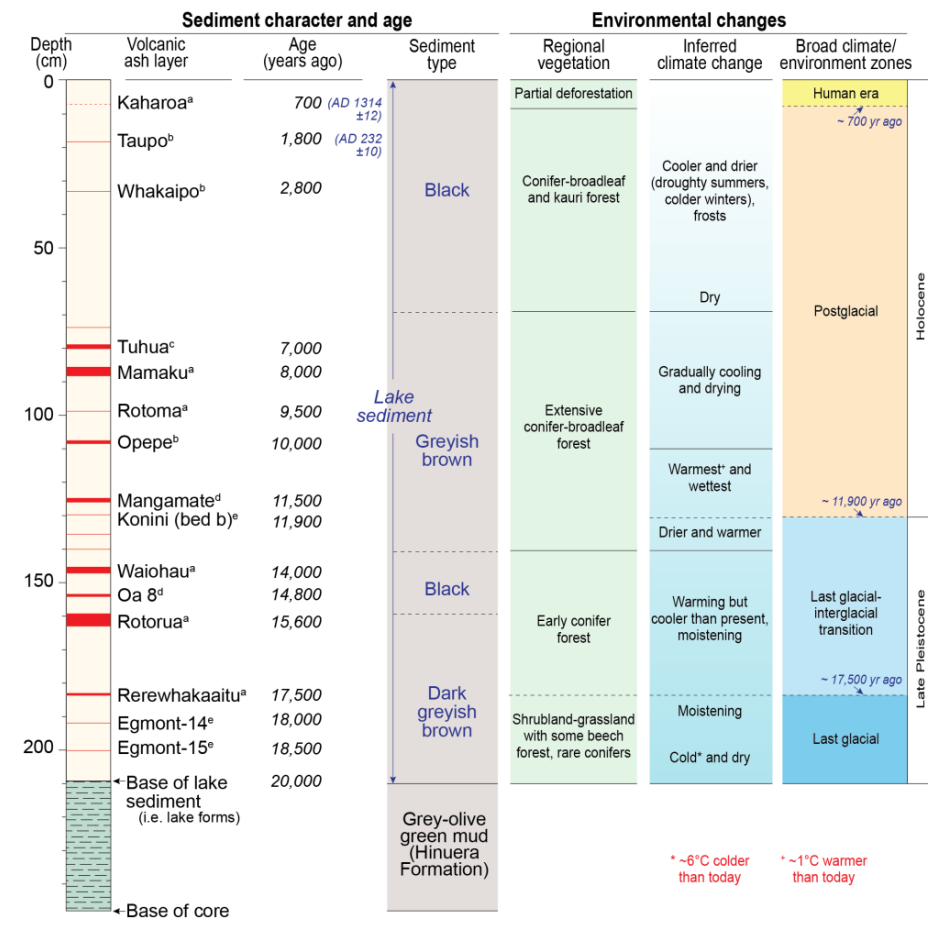 Sediment character and age
Environmental changes
Depth
(cm)
Volcanic
ash layer
Age
(years ago)
Sediment
type
Regional
vegetation
Inferred
climate change
Broad climate/
environment zones
0
50
100
150
200
Kaharoaᵃ 700 (AD 1314
±12)
Taupoᵇ 1,800 (AD 232
±10)
Whakaipoᵇ 2,800
Tuhuaᶜ 7,000
Mamakuᵃ 8,000
Rotomaᵃ 9,500
Opepeᵇ 10,000
Mangamateᵈ 11,500
Konini (bed b)ᵉ 11,900
Waiohauᵃ 14,000
Oa 8ᵈ 14,800
Rotoruaᵃ 15,600
Rerewhakaaituᵃ 17,500
Egmont-14ᵉ 18,000
Egmont-15ᵉ 18,500
Base of lake 20,000
sediment
(i.e. lake forms)
Base of core
Black
Lake
sediment
Greyish
brown
Black
Dark
greyish
brown
Grey-olive
green mud
(Hinuera
Formation)
Partial deforestation
Conifer-broadleaf
and kauri forest
Extensive
conifer-broadleaf
forest
Early conifer
forest
Shrubland-grassland
with some beech
forest, rare conifers
Cooler and drier
(droughty summers,
colder winters),
frosts
Dry
Gradually cooling
and drying
Warmest⁺ and
wettest
Drier and warmer
Warming but
cooler than present,
moistening
Moistening
Cold* and dry
Human era
~ 700 yr ago
Postglacial
~ 11,900 yr ago
Last glacial-
interglacial
transition
~ 17,500 yr ago
Last glacial
Holocene
Late Pleistocene
* ~6°C colder
than today
⁺ ~1°C warmer
than today